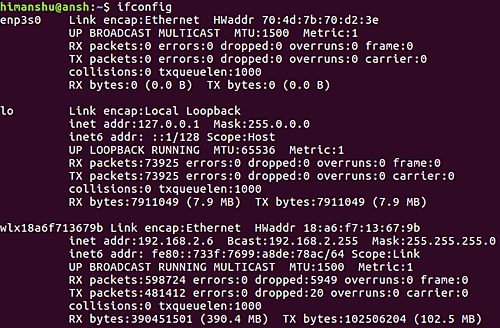 himanshu@ansh:~$ ifconfig
enp3s0 Link encap:Ethernet HWaddr 70:4d:7b:70:d2:3e
UP BROADCAST MULTICAST MTU:1500 Metric:1
RX packets:0 errors:0 dropped:0 overruns:0 frame:0
TX packets:0 errors:0 dropped:0 overruns:0 carrier:0
collisions:0 txqueuelen:1000
RX bytes:0 (0.0 B) TX bytes:0 (0.0 B)
lo Link encap:Local Loopback
inet addr:127.0.0.1 Mask:255.0.0.0
inet6 addr: ::1/128 Scope:Host
UP LOOPBACK RUNNING MTU:65536 Metric:1
RX packets:73925 errors:0 dropped:0 overruns:0 frame:0
TX packets:73925 errors:0 dropped:0 overruns:0 carrier:0
collisions:0 txqueuelen:1000
RX bytes:7911049 (7.9 MB) TX bytes:7911049 (7.9 MB)
wlx18a6f713679b Link encap:Ethernet HWaddr 18:a6:f7:13:67:9b
inet addr:192.168.2.6 Bcast:192.168.2.255 Mask:255.255.255.0
inet6 addr: fe80::733f:7699:a8de:78ac/64 Scope:Link
UP BROADCAST RUNNING MULTICAST MTU:1500 Metric:1
RX packets:598724 errors:0 dropped:5949 overruns:0 frame:0
TX packets:481412 errors:0 dropped:20 overruns:0 carrier:0
collisions:0 txqueuelen:1000
RX bytes:390451501 (390.4 MB) TX bytes:102506204 (102.5 MB)